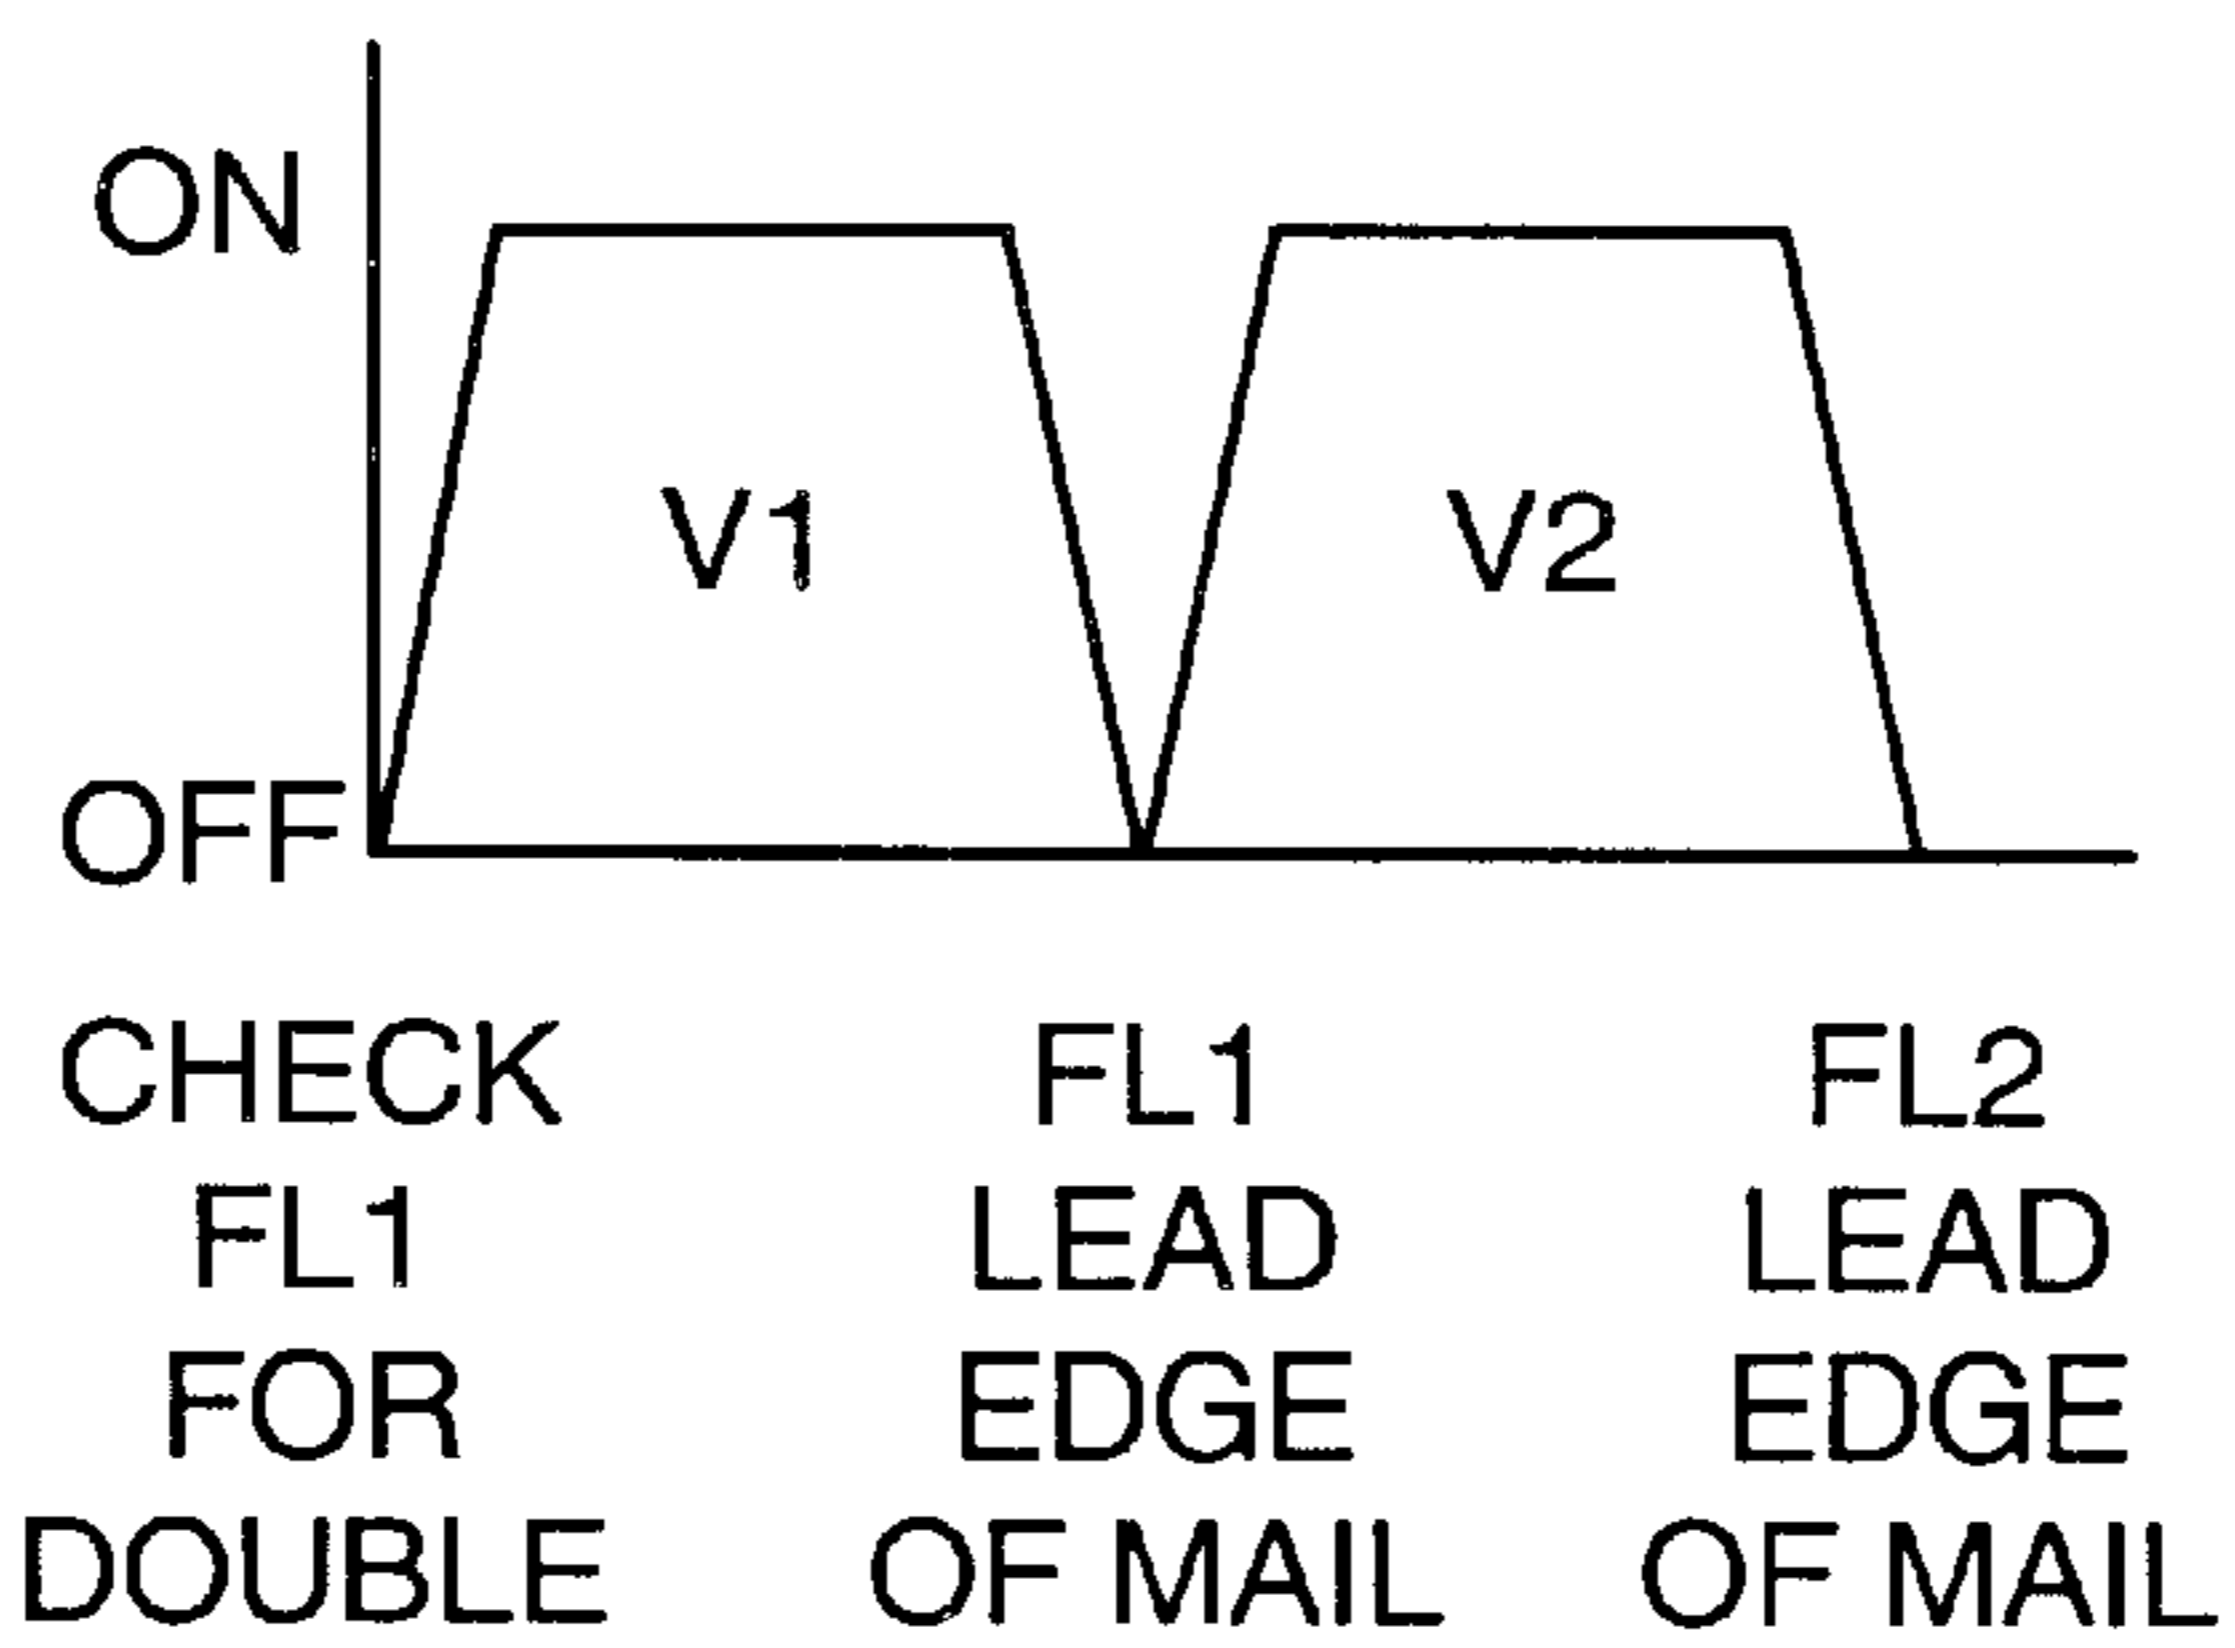 ON
V1
V2
OFF
CHECK
FL1
FOR
DOUBLE
FL1
LEAD
EDGE
OF MAIL
FL2
LEAD
EDGE
OF MAIL